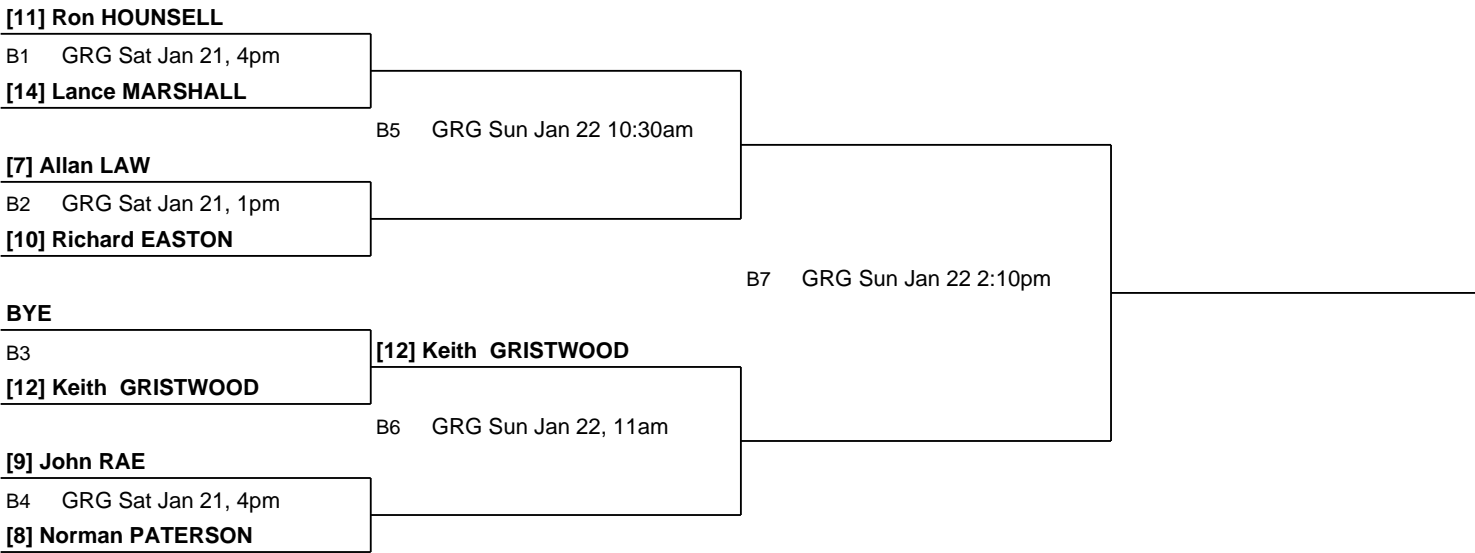 [11] Ron HOUNSELL
B1 GRG Sat Jan 21, 4pm
[14] Lance MARSHALL
B5 GRG Sun Jan 22 10:30am
[7] Allan LAW
B2 GRG Sat Jan 21, 1pm
[10] Richard EASTON
B7 GRG Sun Jan 22 2:10pm
BYE
B3
[12] Keith GRISTWOOD
[12] Keith GRISTWOOD
B6 GRG Sun Jan 22, 11am
[9] John RAE
B4 GRG Sat Jan 21, 4pm
[8] Norman PATERSON